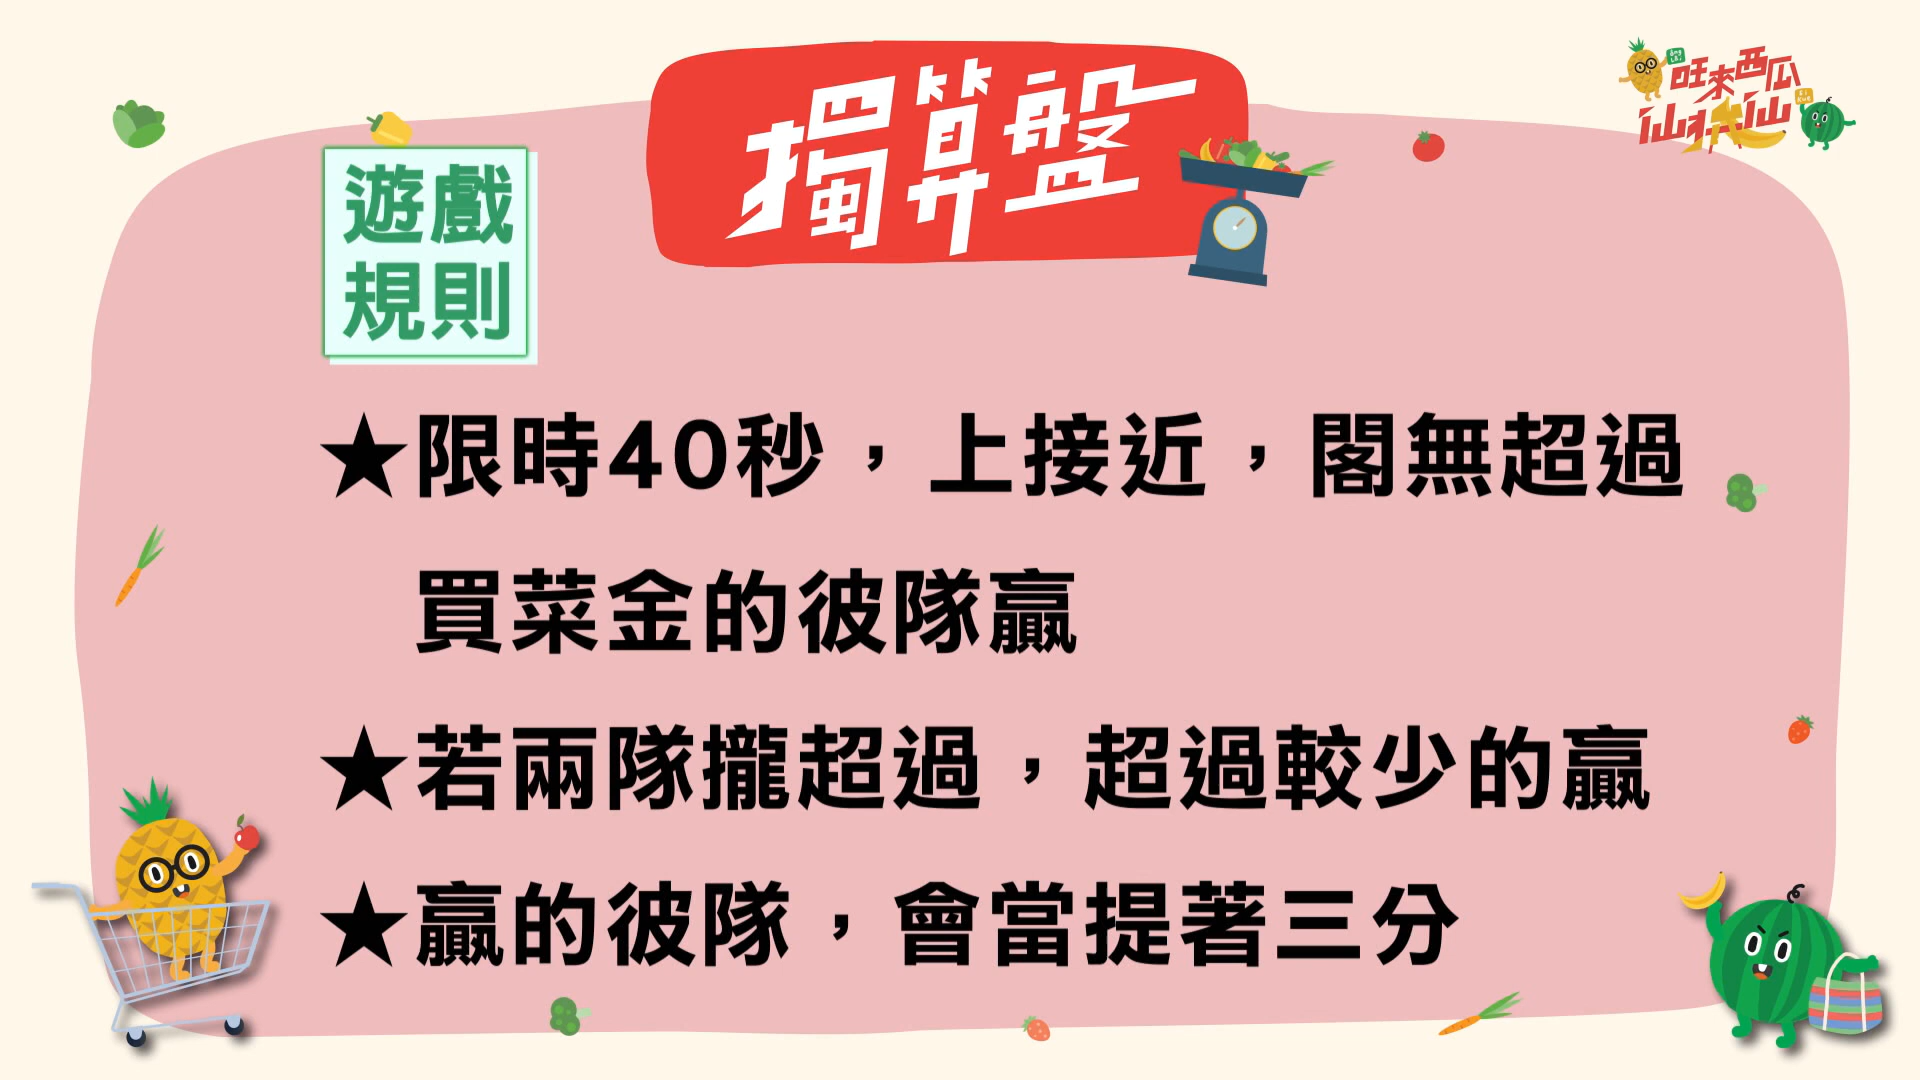 擉算盤
旺來西瓜
仙拚仙
遊戲
規則
★限時40秒，上接近，閣無超過
買菜金的彼隊贏
★若兩隊攏超過，超過較少的贏
★贏的彼隊，會當提著三分